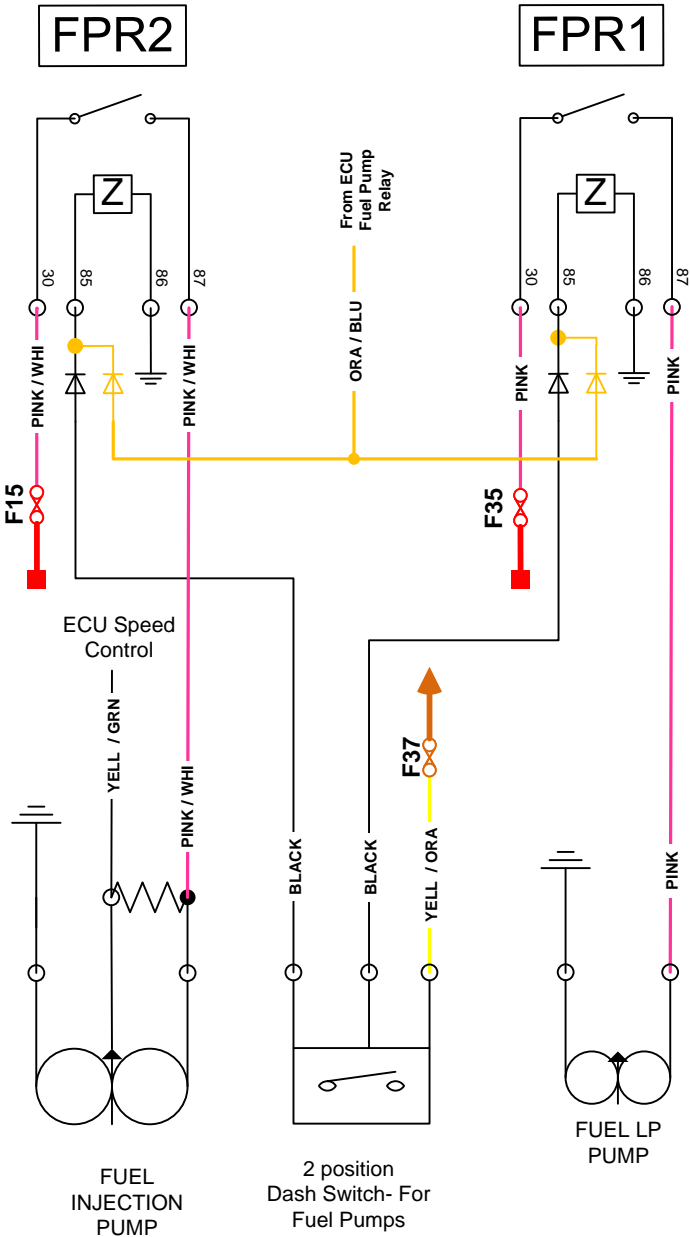 FPR2
FPR1
From ECU
Fuel Pump
Relay
Z
Z
30
85
86
87
30
85
86
87
PINK / WHI
PINK / WHI
ORA / BLU
PINK
PINK
F15
F35
ECU Speed
Control
YELL / GRN
PINK / WHI
F37
BLACK
BLACK
YELL / ORA
PINK
FUEL
INJECTION
PUMP
2 position
Dash Switch- For
Fuel Pumps
FUEL LP
PUMP